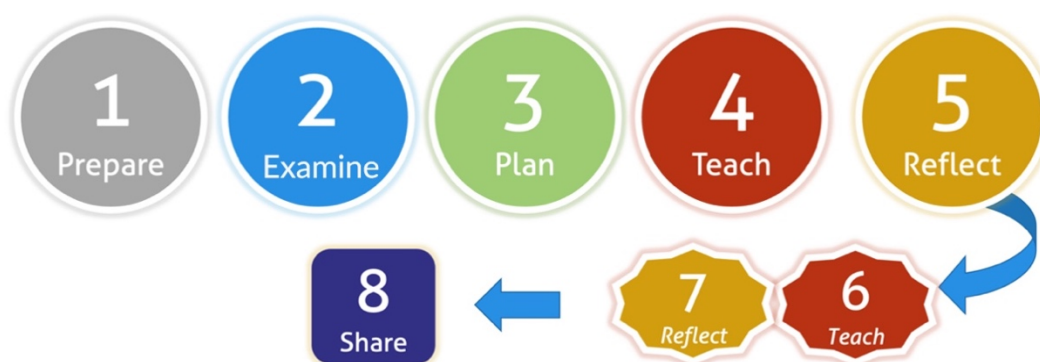 1
Prepare
2
Examine
3
Plan
4
Teach
5
Reflect
6
Teach
7
Reflect
8
Share